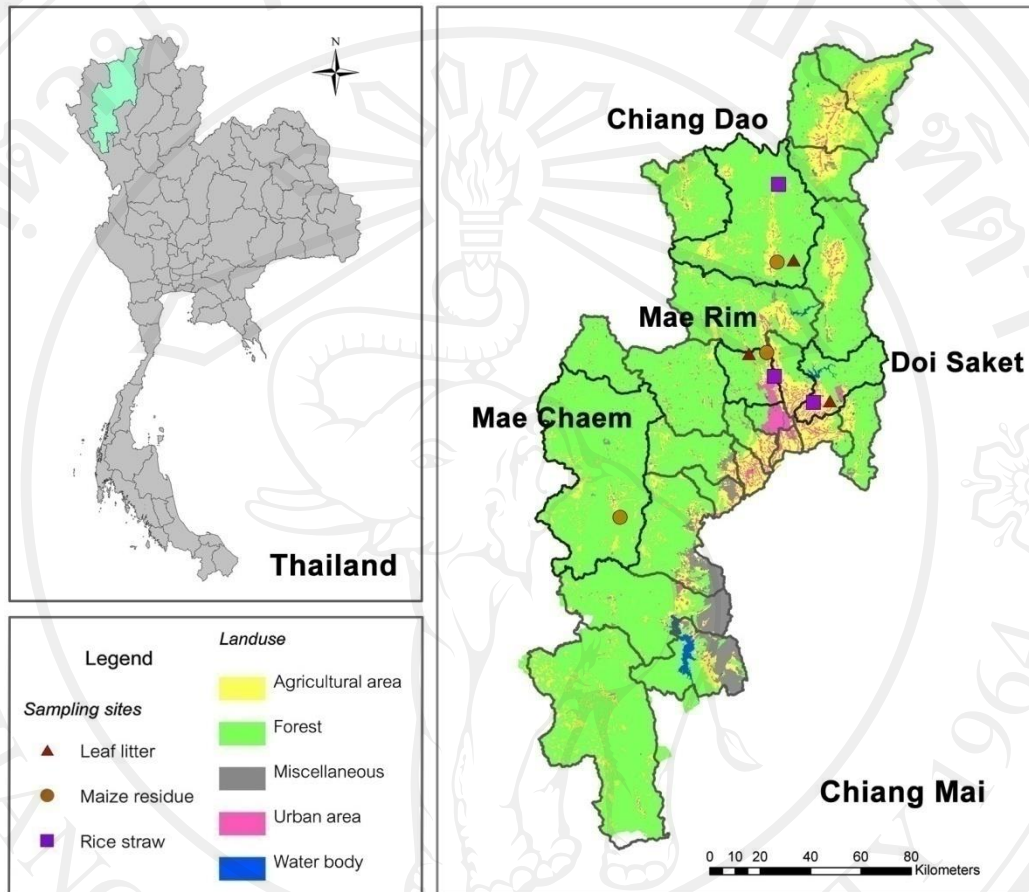 N
Thailand
Legend
Sampling sites
Leaf litter
Maize residue
Rice straw
Landuse
Agricultural area
Forest
Miscellaneous
Urban area
Water body
Chiang Dao
Mae Rim
Doi Saket
Mae Chaem
Chiang Mai
0 10 20 40 60 80
Kilometers
1964